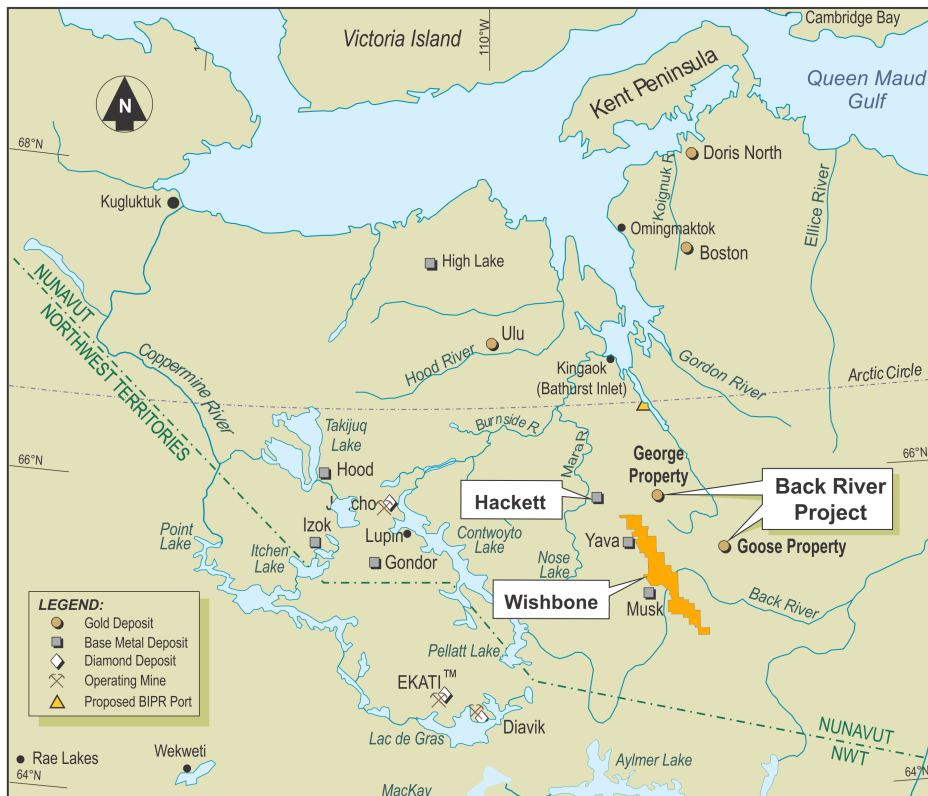 Cambridge Bay
Victoria Island
110°W
Kent Peninsula
Queen Maud
Gulf
N
68°N
Doris North
Koignuk R.
Ellice River
Kugluktuk
Omingmaktok
Boston
High Lake
NUNAVUT
NORTHWEST TERRITORIES
Ulu
Hood River
Coppermine River
Kingaok
(Bathurst Inlet)
Gordon River
Arctic Circle
Burnside R.
Takijuq
Lake
Mara R.
66°N
66°N
George
Property
Hood
Hackett
Back River
Project
Lupin
Izok
Contwoyto
Lake
Point
Lake
Itchen
Lake
Gondor
Yava
Goose Property
Nose
Lake
Wishbone
Musk
Back River
LEGEND:
Gold Deposit
Base Metal Deposit
Diamond Deposit
Operating Mine
Proposed BIPR Port
Pellatt Lake
EKATI™
Diavik
Lac de Gras
NUNAVUT
NWT
Rae Lakes
Wekweti
Aylmer Lake
64°N
64°N
MacKay